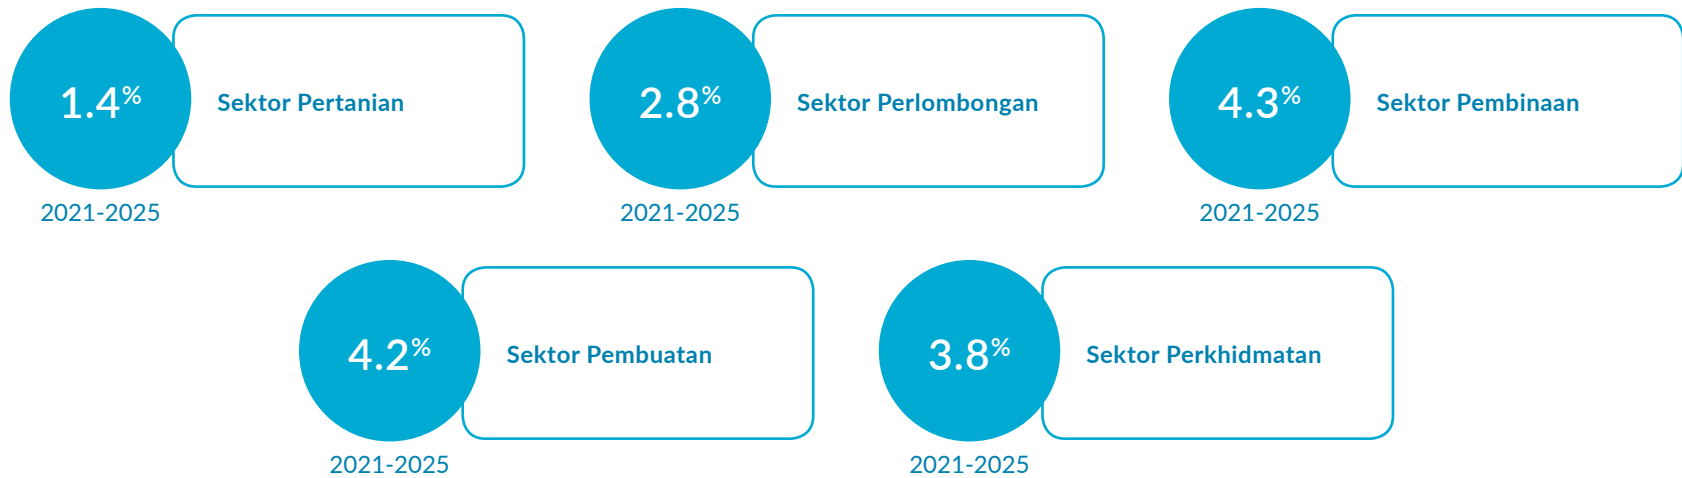 1.4%
Sektor Pertanian
2021-2025
2.8%
Sektor Perlombongan
2021-2025
4.3%
Sektor Pembinaan
2021-2025
4.2%
Sektor Pembuatan
2021-2025
3.8%
Sektor Perkhidmatan
2021-2025